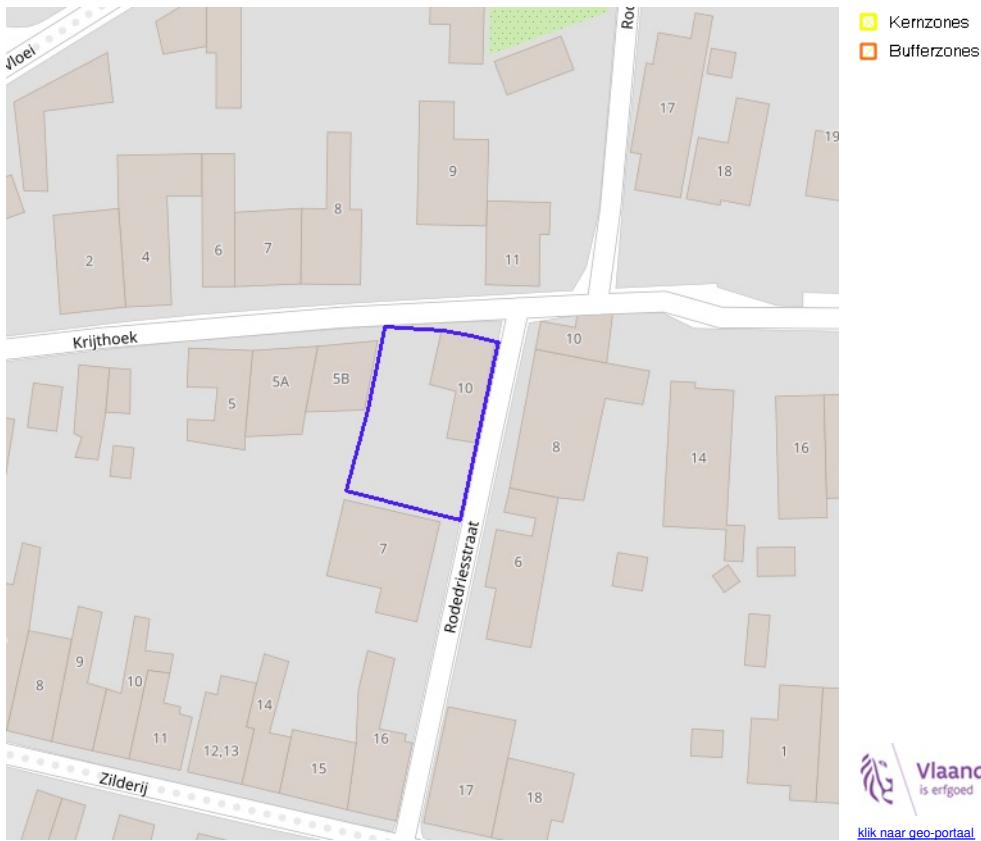 Vloei
Roc
Kernzones
Bufferzones
17
19
18
9
8
2
4
6
7
11
Krijthoek
10
5
5A
5B
10
8
14
16
7
6
Rodedriesstraat
8
9
10
11
12,13
14
15
16
17
18
1
Zilderij
Vlaand
is erfgoed
klik naar geo-portaal